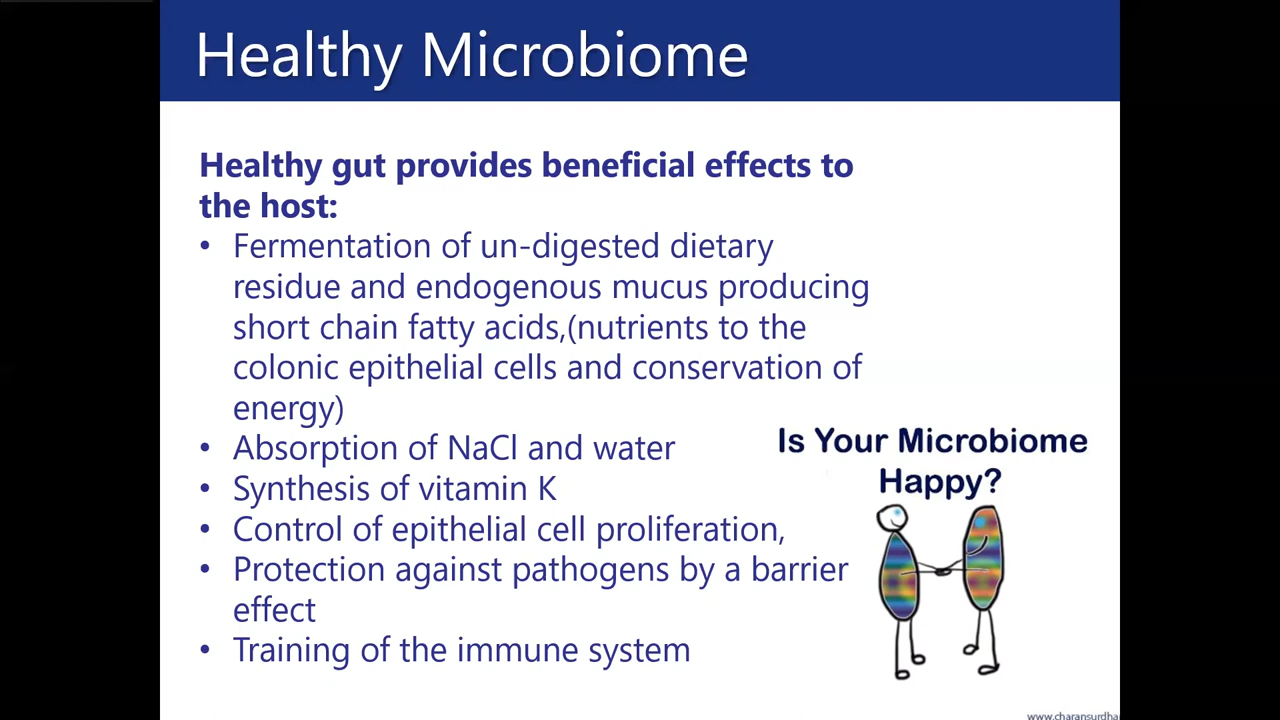 Healthy Microbiome
Healthy gut provides beneficial effects to
the host:
• Fermentation of un-digested dietary
residue and endogenous mucus producing
short chain fatty acids,(nutrients to the
colonic epithelial cells and conservation of
energy)
• Absorption of NaCl and water
• Synthesis of vitamin K
• Control of epithelial cell proliferation,
• Protection against pathogens by a barrier
effect
• Training of the immune system
Is Your Microbiome
Happy?
www.charansurdha